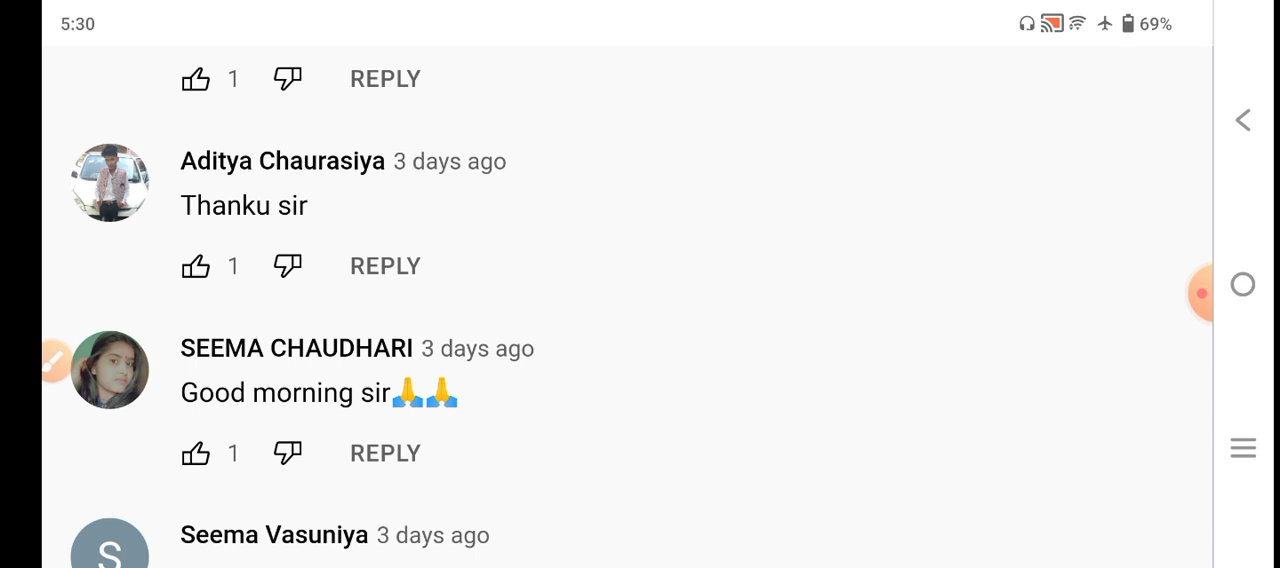 5:30 69%
1 REPLY
Aditya Chaurasiya 3 days ago
Thanku sir
1 REPLY
SEEMA CHAUDHARI 3 days ago
Good morning sir🙏🙏
1 REPLY
Seema Vasuniya 3 days ago
S